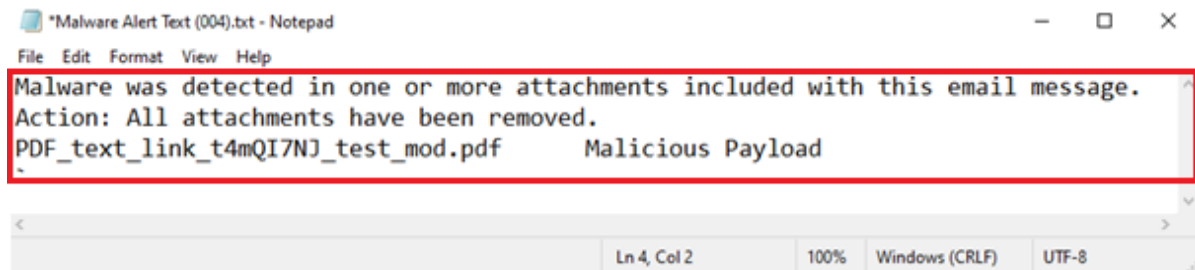 *Malware Alert Text (004).txt - Notepad
File Edit Format View Help
Malware was detected in one or more attachments included with this email message.
Action: All attachments have been removed.
PDF_text_link_t4mQI7NJ_test_mod.pdf Malicious Payload
`
Ln 4, Col 2 100% Windows (CRLF) UTF-8